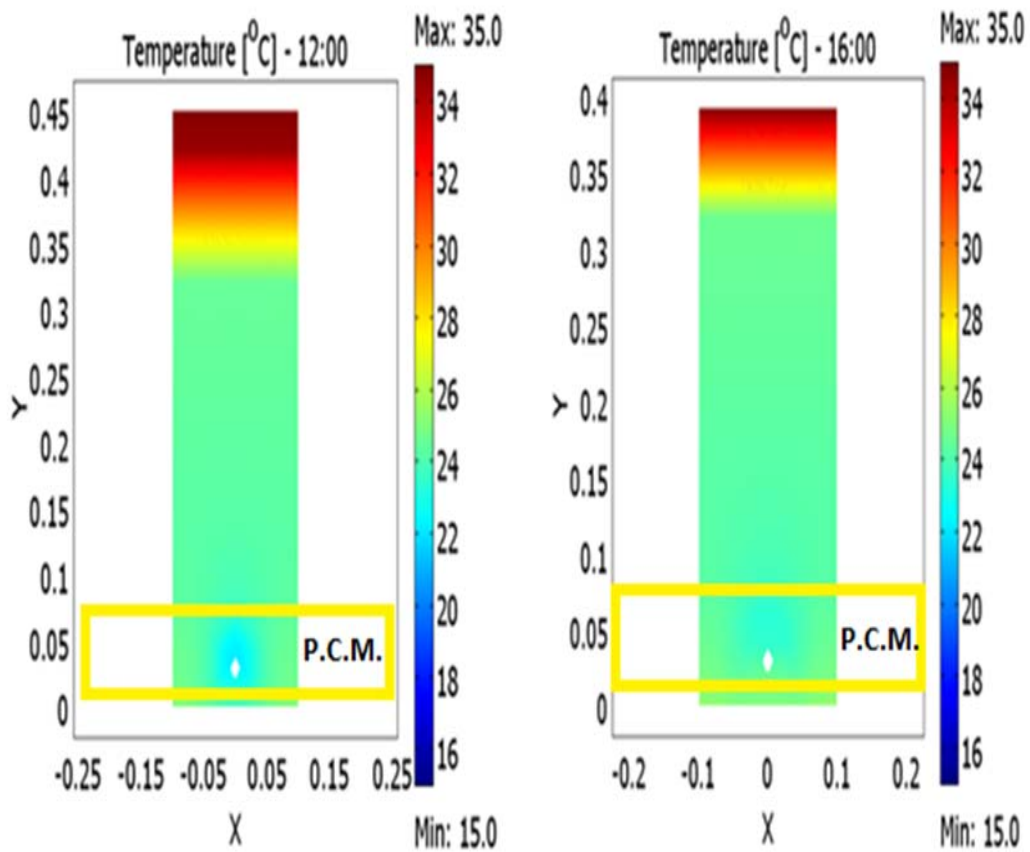 Temperature [°C] - 12:00
Max: 35.0
0.45
0.4
0.35
0.3
0.25
0.2
0.15
0.1
0.05
0
Y
P.C.M.
-0.25 -0.15 -0.05 0.05 0.15 0.25
X
34
32
30
28
26
24
22
20
18
16
Min: 15.0
Temperature [°C] - 16:00
Max: 35.0
0.4
0.35
0.3
0.25
0.2
0.15
0.1
0.05
0
Y
P.C.M.
-0.2 -0.1 0 0.1 0.2
X
34
32
30
28
26
24
22
20
18
16
Min: 15.0